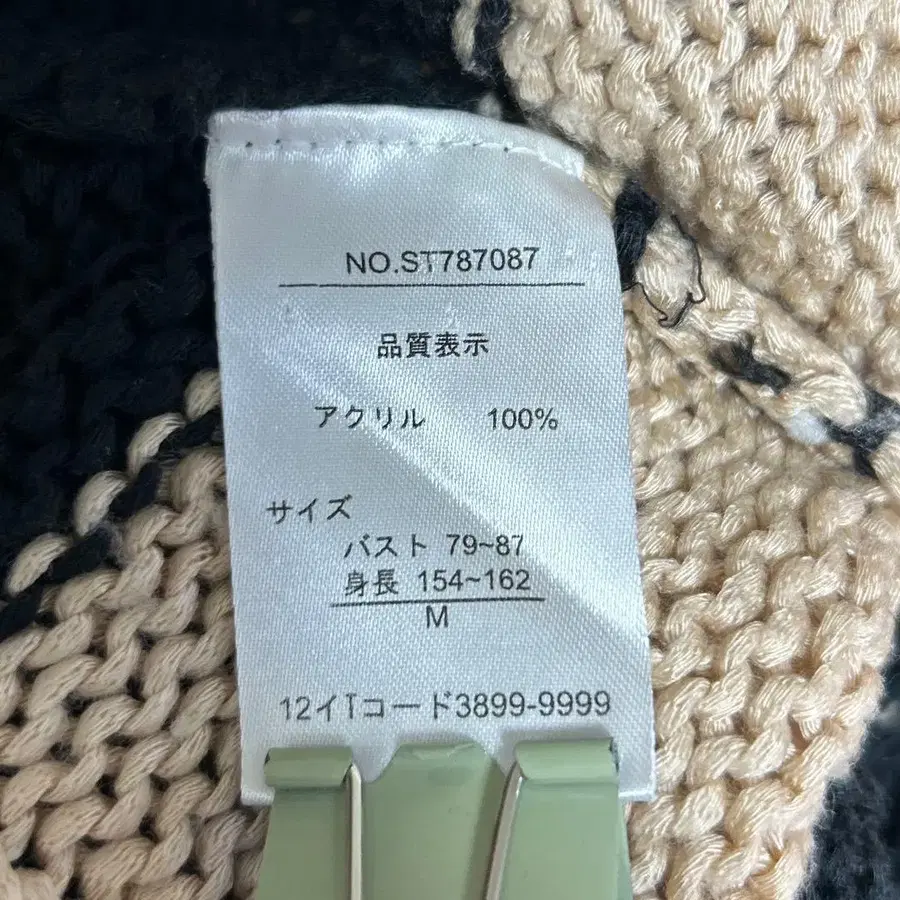 NO.ST787087
品質表示
アクリル 100%
サイズ
バスト 79~87
身長 154~162
M
12イTコード3899-9999